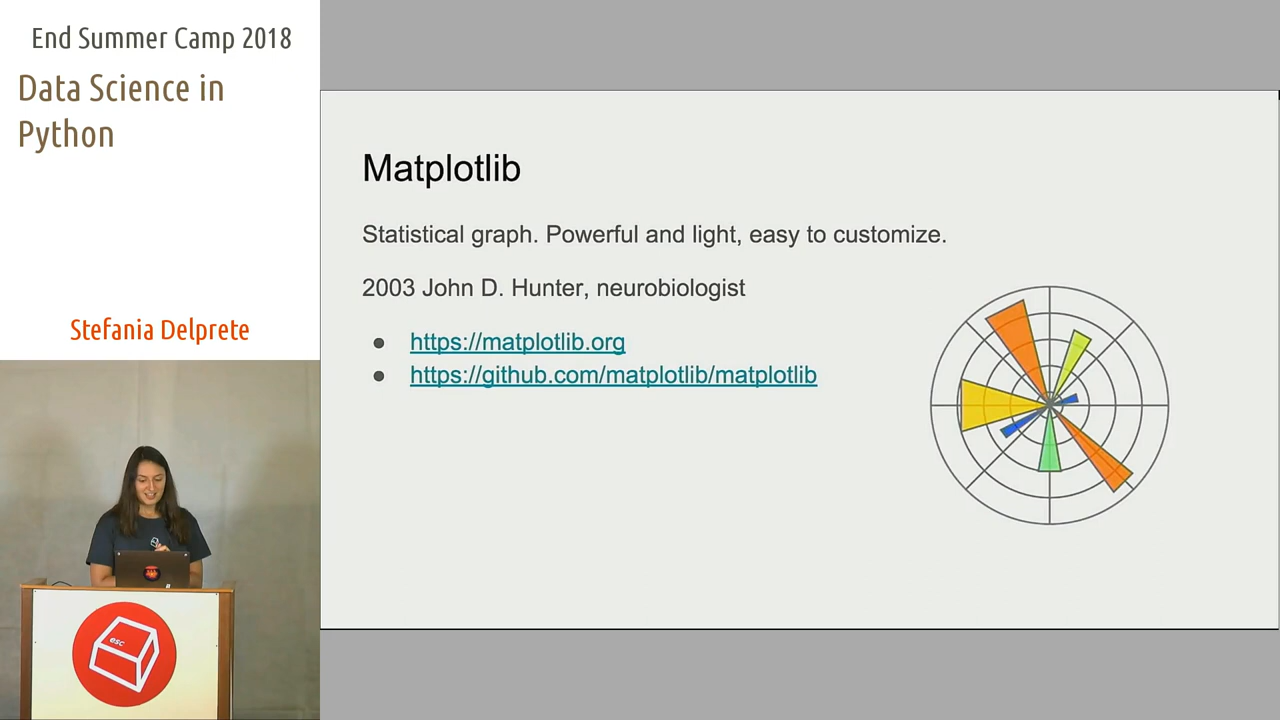 End Summer Camp 2018
Data Science in
Python
Stefania Delprete
Matplotlib
Statistical graph. Powerful and light, easy to customize.
2003 John D. Hunter, neurobiologist
https://matplotlib.org
https://github.com/matplotlib/matplotlib
esc